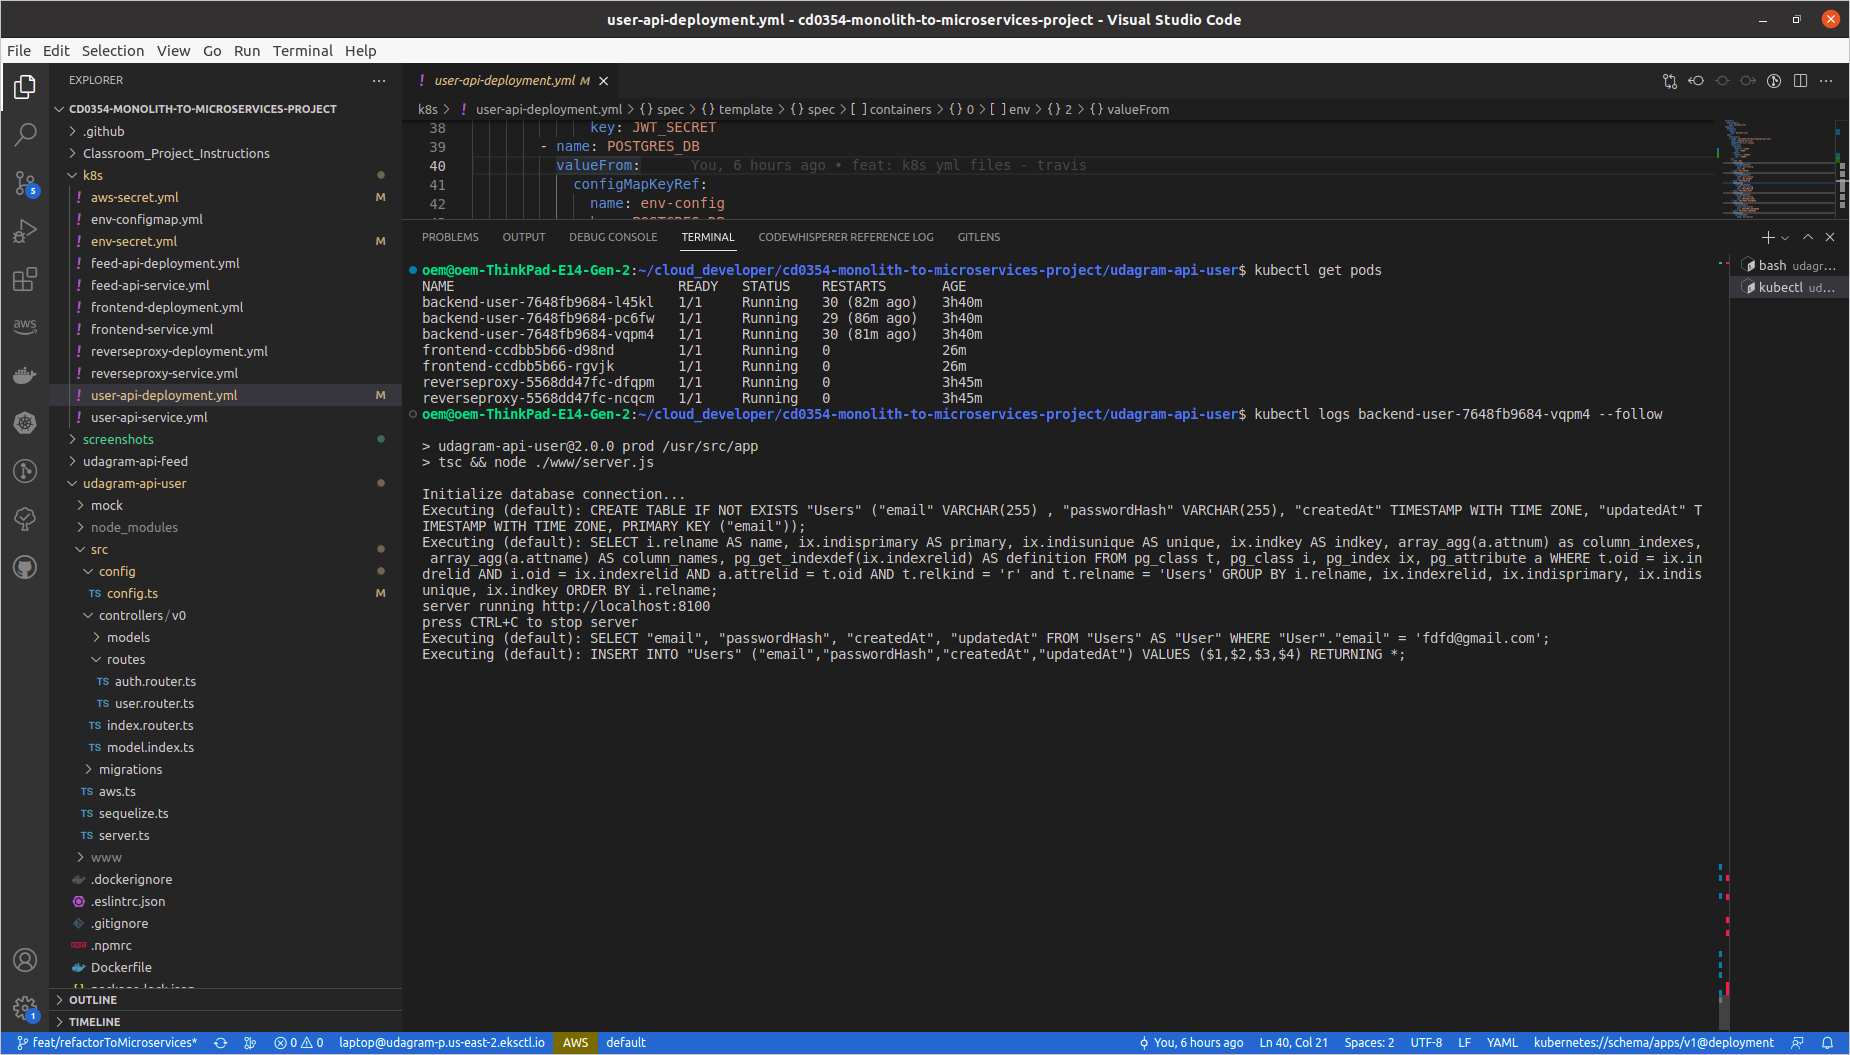 user-api-deployment.yml - cd0354-monolith-to-microservices-project - Visual Studio Code
File Edit Selection View Go Run Terminal Help
EXPLORER
CD0354-MONOLITH-TO-MICROSERVICES-PROJECT
.github
Classroom_Project_Instructions
k8s
! aws-secret.yml M
! env-configmap.yml
! env-secret.yml M
! feed-api-deployment.yml
! feed-api-service.yml
! frontend-deployment.yml
! frontend-service.yml
! reverseproxy-deployment.yml
! reverseproxy-service.yml
! user-api-deployment.yml M
! user-api-service.yml
screenshots
udagram-api-feed
udagram-api-user
mock
node_modules
src
config
TS config.ts M
controllers/v0
models
routes
TS auth.router.ts
TS user.router.ts
TS index.router.ts
TS model.index.ts
migrations
TS aws.ts
TS sequelize.ts
TS server.ts
www
.dockerignore
.eslintrc.json
.gitignore
.npmrc
Dockerfile
OUTLINE
TIMELINE
5
aws
1
! user-api-deployment.yml M
k8s > ! user-api-deployment.yml > {} spec > {} template > {} spec > [ ] containers > {} 0 > [ ] env > {} 2 > {} valueFrom
38 key: JWT_SECRET
39 - name: POSTGRES_DB
40 valueFrom: You, 6 hours ago • feat: k8s yml files - travis
41 configMapKeyRef:
42 name: env-config
PROBLEMS OUTPUT DEBUG CONSOLE TERMINAL CODEWHISPERER REFERENCE LOG GITLENS
bash udagr...
kubectl ud...
oem@oem-ThinkPad-E14-Gen-2:~/cloud_developer/cd0354-monolith-to-microservices-project/udagram-api-user$ kubectl get pods
NAME READY STATUS RESTARTS AGE
backend-user-7648fb9684-l45kl 1/1 Running 30 (82m ago) 3h40m
backend-user-7648fb9684-pc6fw 1/1 Running 29 (86m ago) 3h40m
backend-user-7648fb9684-vqpm4 1/1 Running 30 (81m ago) 3h40m
frontend-ccdbb5b66-d98nd 1/1 Running 0 26m
frontend-ccdbb5b66-rgvjk 1/1 Running 0 26m
reverseproxy-5568dd47fc-dfqpm 1/1 Running 0 3h45m
reverseproxy-5568dd47fc-ncqcm 1/1 Running 0 3h45m
oem@oem-ThinkPad-E14-Gen-2:~/cloud_developer/cd0354-monolith-to-microservices-project/udagram-api-user$ kubectl logs backend-user-7648fb9684-vqpm4 --follow
> udagram-api-user@2.0.0 prod /usr/src/app
> tsc && node ./www/server.js
Initialize database connection...
Executing (default): CREATE TABLE IF NOT EXISTS "Users" ("email" VARCHAR(255) , "passwordHash" VARCHAR(255), "createdAt" TIMESTAMP WITH TIME ZONE, "updatedAt" T
IMESTAMP WITH TIME ZONE, PRIMARY KEY ("email"));
Executing (default): SELECT i.relname AS name, ix.indisprimary AS primary, ix.indisunique AS unique, ix.indkey AS indkey, array_agg(a.attnum) as column_indexes,
array_agg(a.attname) AS column_names, pg_get_indexdef(ix.indexrelid) AS definition FROM pg_class t, pg_class i, pg_index ix, pg_attribute a WHERE t.oid = ix.in
drelid AND i.oid = ix.indexrelid AND a.attrelid = t.oid AND t.relkind = 'r' and t.relname = 'Users' GROUP BY i.relname, ix.indexrelid, ix.indisprimary, ix.indis
unique, ix.indkey ORDER BY i.relname;
server running http://localhost:8100
press CTRL+C to stop server
Executing (default): SELECT "email", "passwordHash", "createdAt", "updatedAt" FROM "Users" AS "User" WHERE "User"."email" = 'fdfd@gmail.com';
Executing (default): INSERT INTO "Users" ("email","passwordHash","createdAt","updatedAt") VALUES ($1,$2,$3,$4) RETURNING *;
feat/refactorToMicroservices* 0 0 laptop@udagram-p.us-east-2.eksctl.io AWS default You, 6 hours ago Ln 40, Col 21 Spaces: 2 UTF-8 LF YAML kubernetes://schema/apps/v1@deployment